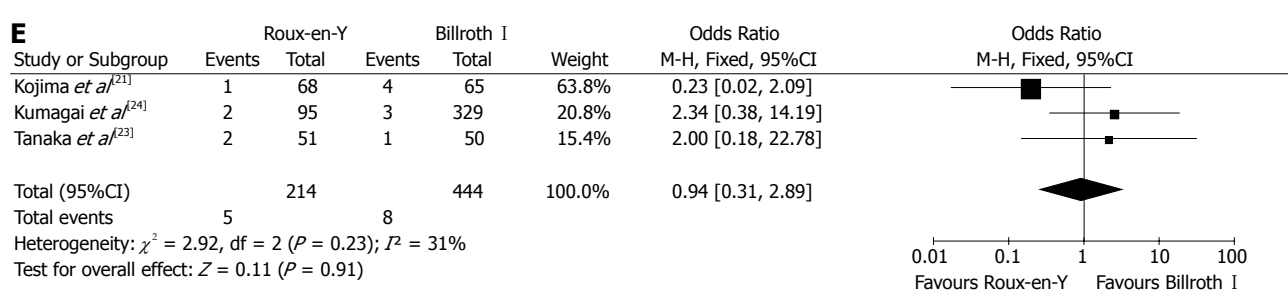 E
Roux-en-Y Billroth Ⅰ Odds Ratio Odds Ratio
Study or Subgroup Events Total Events Total Weight M-H, Fixed, 95%CI M-H, Fixed, 95%CI
Kojima et al[21] 1 68 4 65 63.8% 0.23 [0.02, 2.09]
Kumagai et al[24] 2 95 3 329 20.8% 2.34 [0.38, 14.19]
Tanaka et al[23] 2 51 1 50 15.4% 2.00 [0.18, 22.78]
Total (95%CI) 214 444 100.0% 0.94 [0.31, 2.89]
Total events 5 8
Heterogeneity: χ² = 2.92, df = 2 (P = 0.23); I² = 31%
Test for overall effect: Z = 0.11 (P = 0.91)
0.01 0.1 1 10 100
Favours Roux-en-Y Favours Billroth Ⅰ